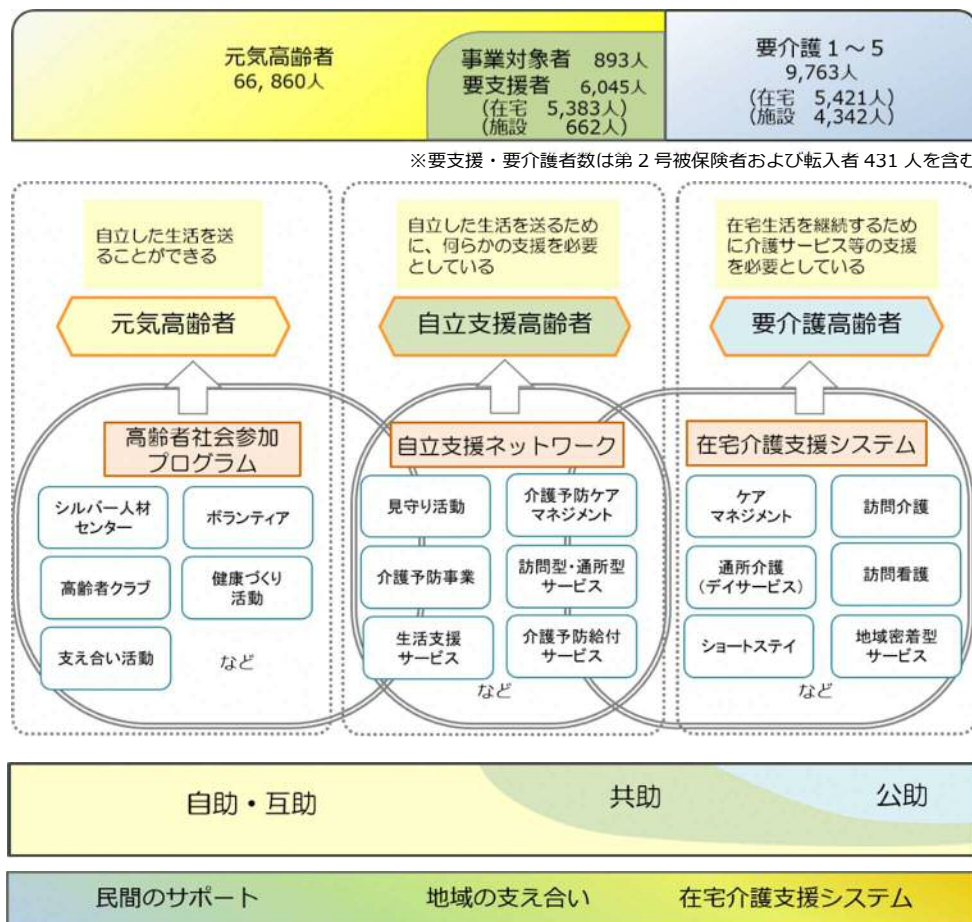 元気高齢者
66, 860人
事業対象者 893人
要支援者 6,045人
(在宅 5,383人)
(施設 662人)
要介護1～5
9,763人
(在宅 5,421人)
(施設 4,342人)
※要支援・要介護者数は第2号被保険者および転入者431人を含む
自立した生活を送
ることができる
元気高齢者
高齢者社会参加
プログラム
シルバー人材
センター
ボランティア
高齢者クラブ
健康づくり
活動
支え合い活動
など
自立した生活を送るため
に、何らかの支援を必要
としている
自立支援高齢者
自立支援ネットワーク
見守り活動
介護予防ケア
マネジメント
介護予防事業
訪問型・通所型
サービス
生活支援
サービス
介護予防給付
サービス
など
在宅生活を継続するため
に介護サービス等の支援
を必要としている
要介護高齢者
在宅介護支援システム
ケア
マネジメント
訪問介護
通所介護
(デイサービス)
訪問看護
ショートステイ
地域密着型
サービス
など
自助・互助
共助
公助
民間のサポート
地域の支え合い
在宅介護支援システム